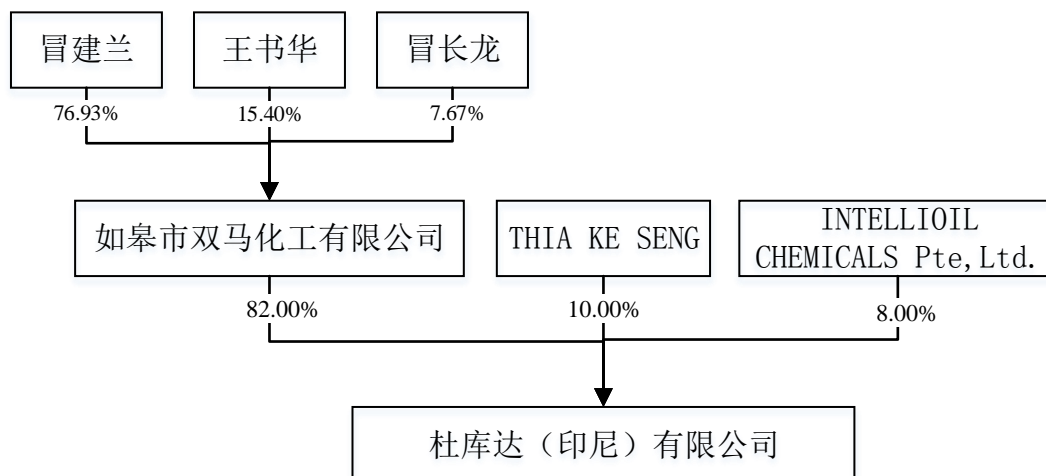 冒建兰
王书华
冒长龙
76.93%
15.40%
7.67%
如皋市双马化工有限公司
THIA KE SENG
INTELLIOIL
CHEMICALS Pte,Ltd.
82.00%
10.00%
8.00%
杜库达（印尼）有限公司